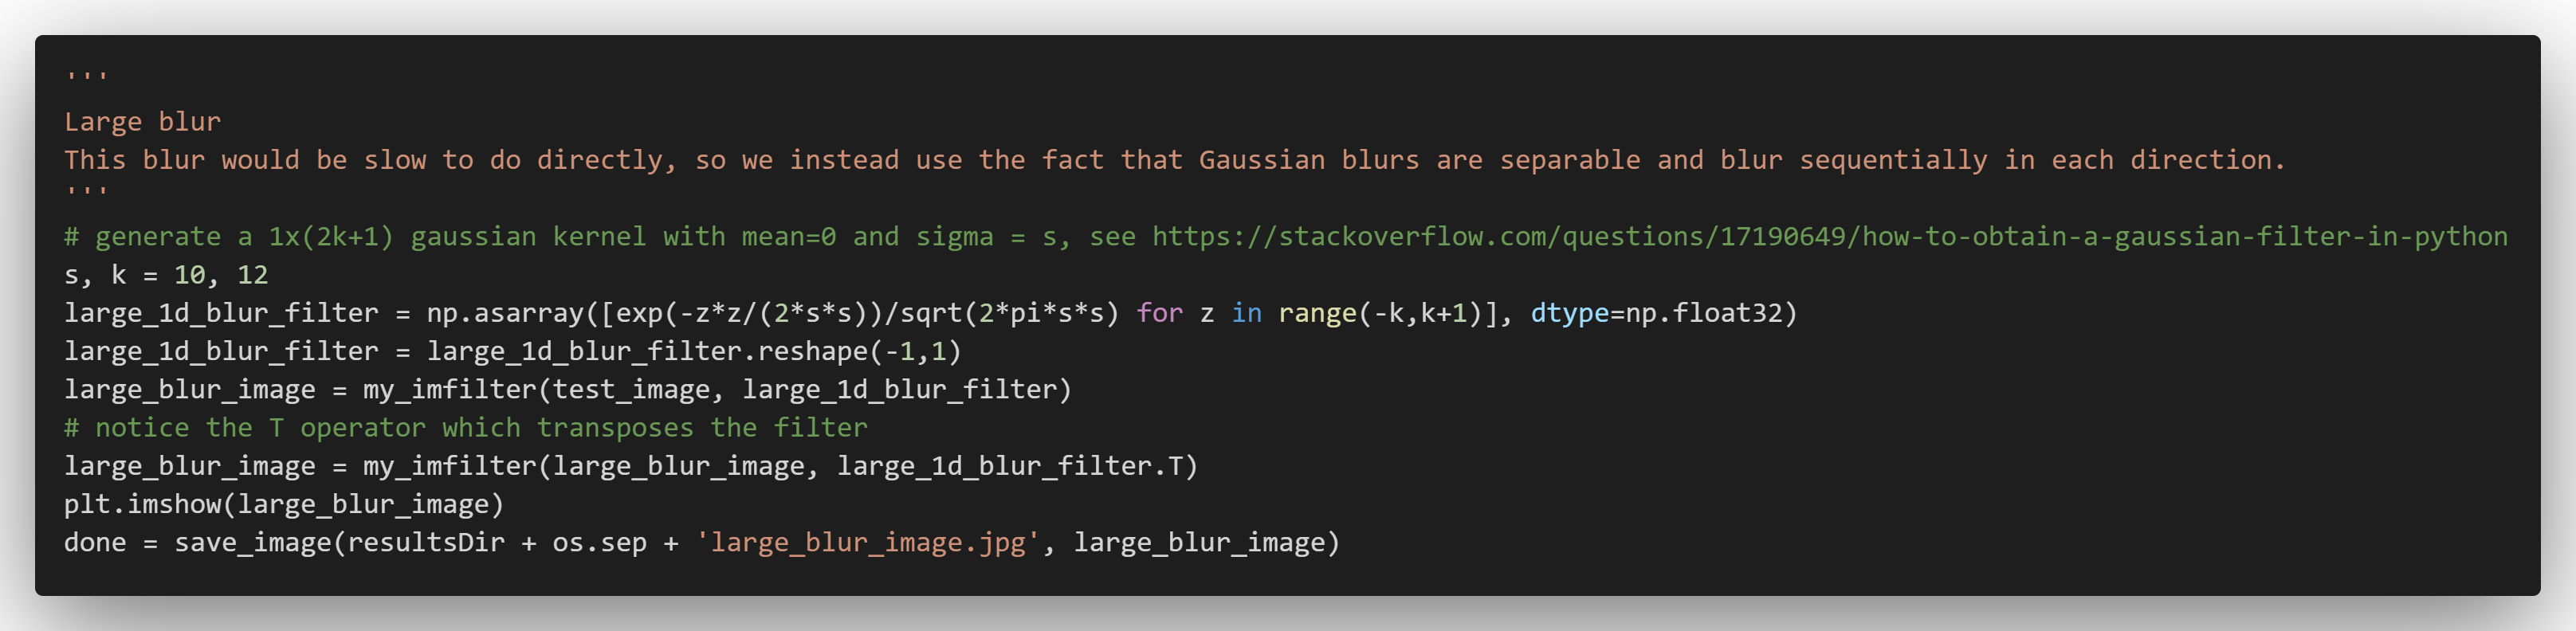 '''
Large blur
This blur would be slow to do directly, so we instead use the fact that Gaussian blurs are separable and blur sequentially in each direction.
'''
# generate a 1x(2k+1) gaussian kernel with mean=0 and sigma = s, see https://stackoverflow.com/questions/17190649/how-to-obtain-a-gaussian-filter-in-python
s, k = 10, 12
large_1d_blur_filter = np.asarray([exp(-z*z/(2*s*s))/sqrt(2*pi*s*s) for z in range(-k,k+1)], dtype=np.float32)
large_1d_blur_filter = large_1d_blur_filter.reshape(-1,1)
large_blur_image = my_imfilter(test_image, large_1d_blur_filter)
# notice the T operator which transposes the filter
large_blur_image = my_imfilter(large_blur_image, large_1d_blur_filter.T)
plt.imshow(large_blur_image)
done = save_image(resultsDir + os.sep + 'large_blur_image.jpg', large_blur_image)